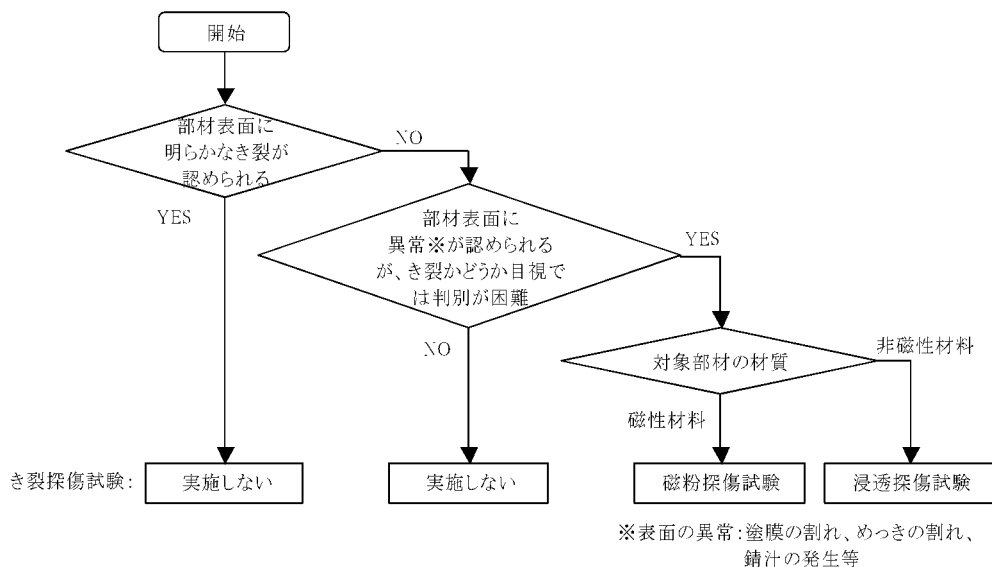 開始
部材表面に
明らかなき裂が
認められる
NO
YES
部材表面に
異常※が認められる
が、き裂かどうか目視で
は判別が困難
YES
NO
対象部材の材質
非磁性材料
磁性材料
き裂探傷試験:
実施しない
実施しない
磁粉探傷試験
浸透探傷試験
※表面の異常:塗膜の割れ、めっきの割れ、
錆汁の発生等